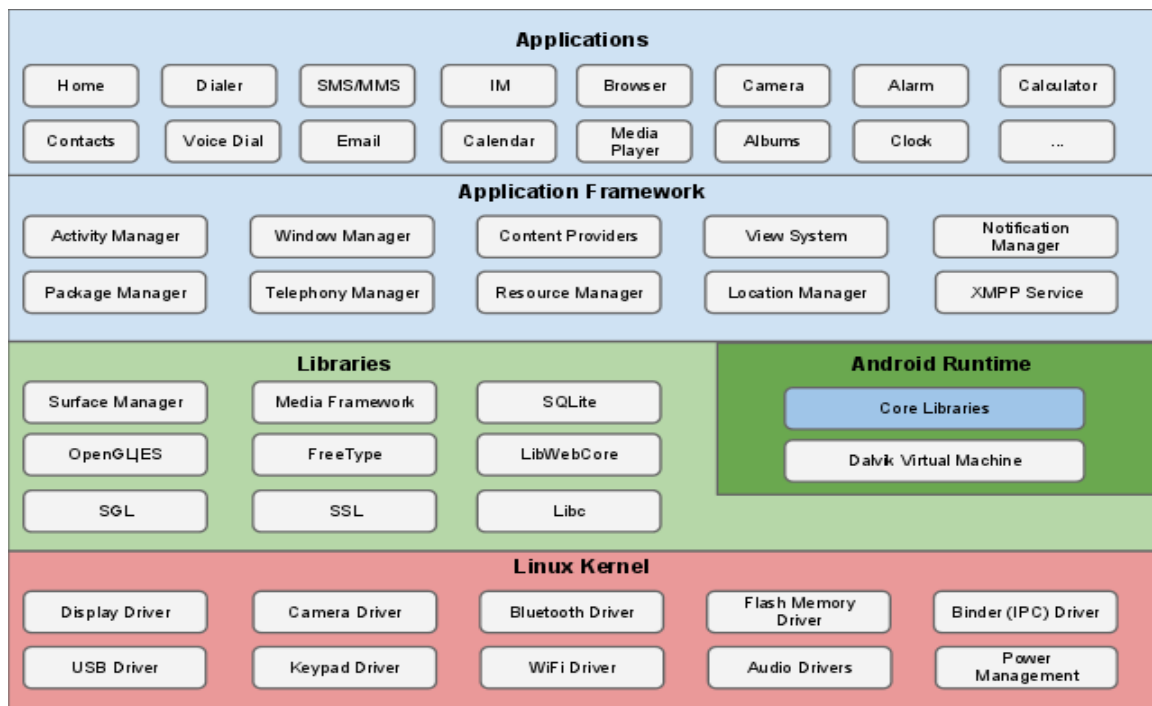 Applications
Home
Dialer
SMS/MMS
IM
Browser
Camera
Alarm
Calculator
Contacts
Voice Dial
Email
Calendar
Media
Player
Albums
Clock
...
Application Framework
Activity Manager
Window Manager
Content Providers
View System
Notification
Manager
Package Manager
Telephony Manager
Resource Manager
Location Manager
XMPP Service
Libraries
Surface Manager
Media Framework
SQLite
OpenGL|ES
FreeType
LibWebCore
SGL
SSL
Libc
Android Runtime
Core Libraries
Dalvik Virtual Machine
Linux Kernel
Display Driver
Camera Driver
Bluetooth Driver
Flash Memory
Driver
Binder (IPC) Driver
USB Driver
Keypad Driver
WiFi Driver
Audio Drivers
Power
Management